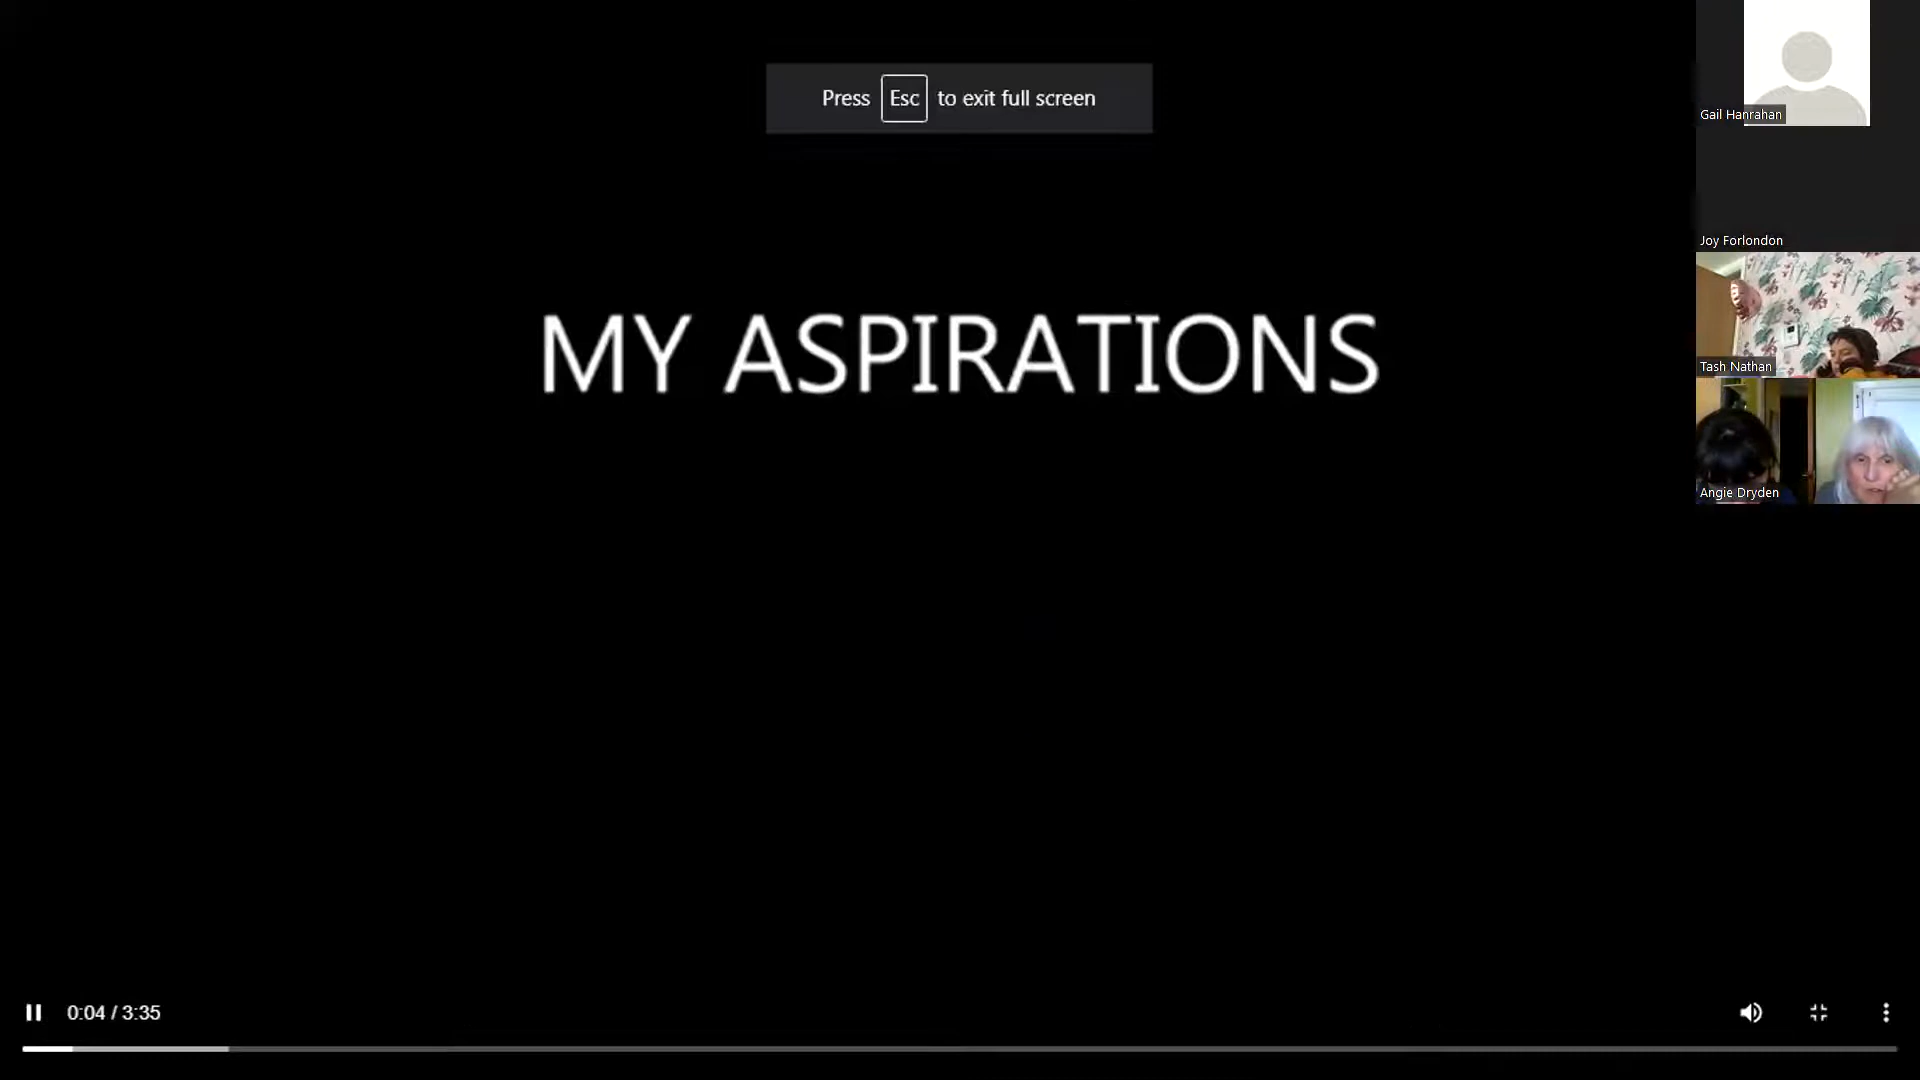 Press Esc to exit full screen
Gail Hanrahan
Joy Forlondon
MY ASPIRATIONS
Tash Nathan
Angie Dryden
0:04 / 3:35